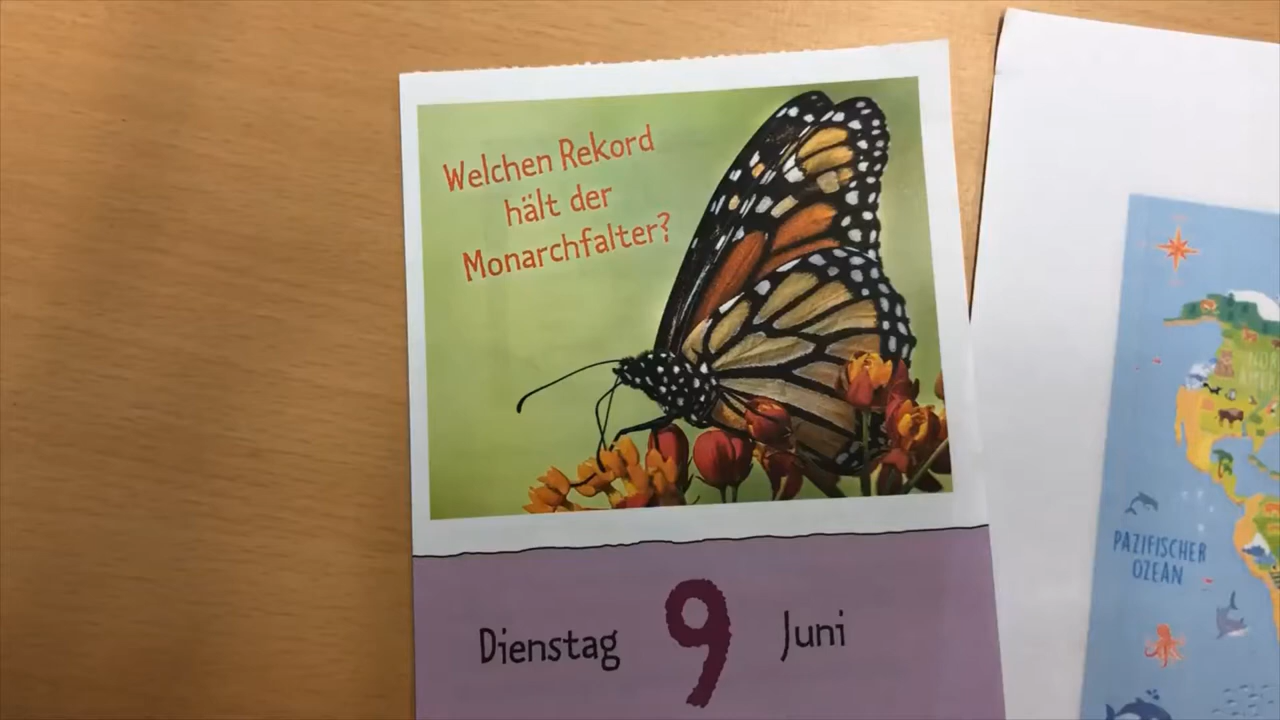 Welchen Rekord
hält der
Monarchfalter?
Dienstag 9 Juni
PAZIFISCHER
OZEAN